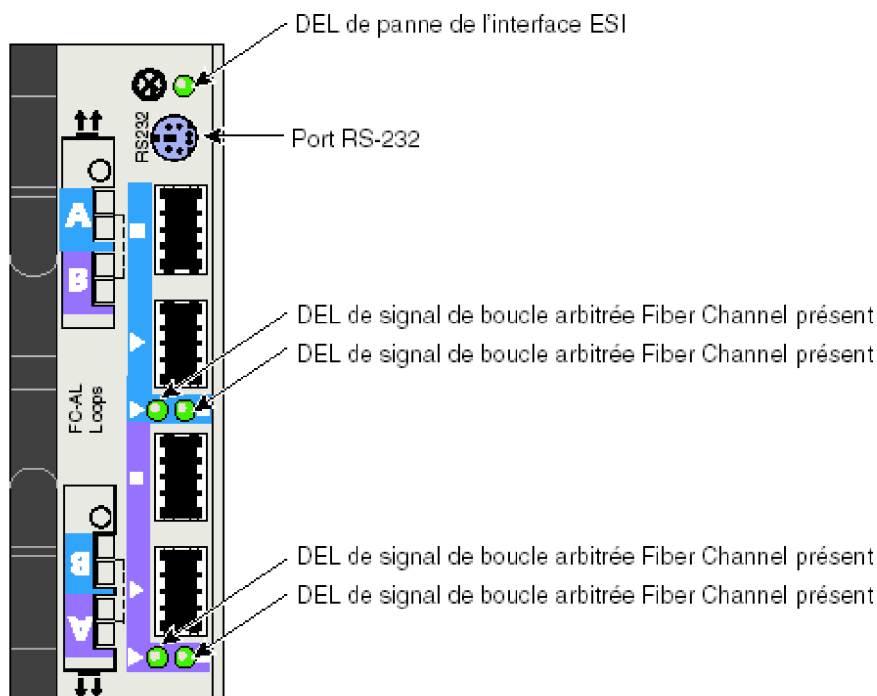 DEL de panne de l'interface ESI
RS232
Port RS-232
A
B
DEL de signal de boucle arbitrée Fiber Channel présent
DEL de signal de boucle arbitrée Fiber Channel présent
FC-AL
Loops
B
A
DEL de signal de boucle arbitrée Fiber Channel présent
DEL de signal de boucle arbitrée Fiber Channel présent